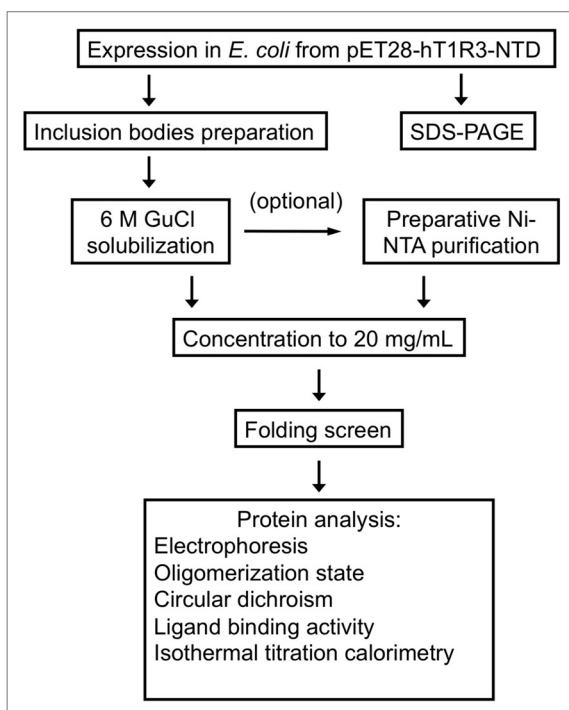 Expression in E. coli from pET28-hT1R3-NTD
Inclusion bodies preparation
SDS-PAGE
6 M GuCl
solubilization
(optional)
Preparative Ni-
NTA purification
Concentration to 20 mg/mL
Folding screen
Protein analysis:
Electrophoresis
Oligomerization state
Circular dichroism
Ligand binding activity
Isothermal titration calorimetry